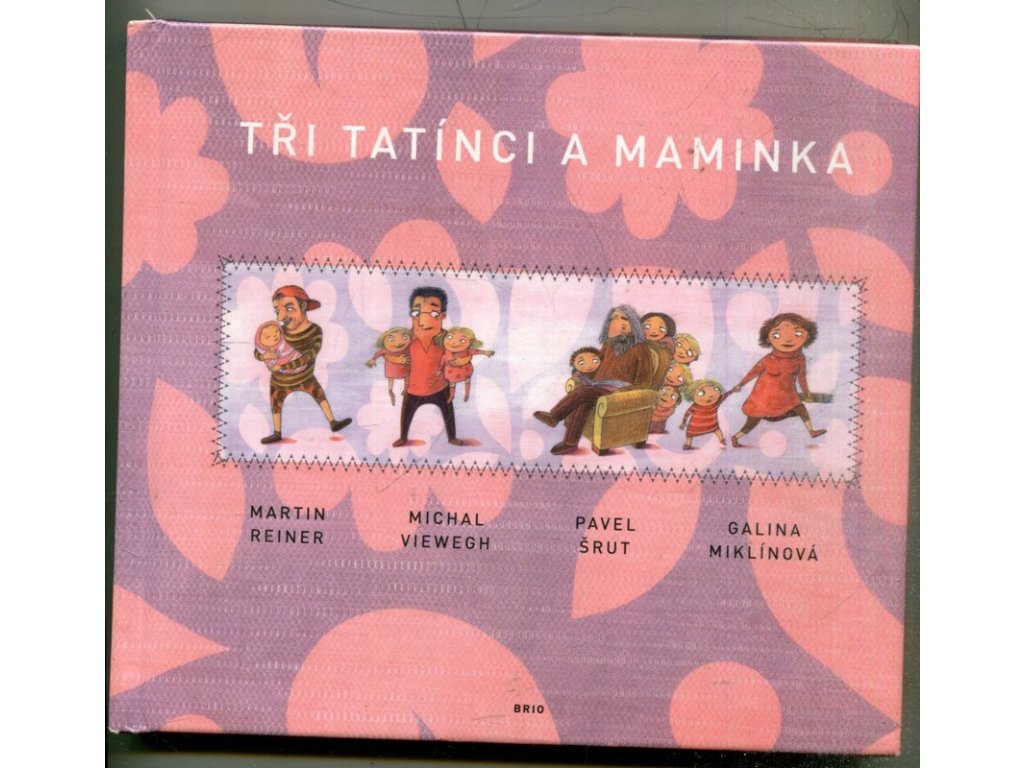 TŘI TATÍNCI A MAMINKA
MARTIN
REINER
MICHAL
VIEWEGH
PAVEL
ŠRUT
GALINA
MIKLÍNOVÁ
BRIO